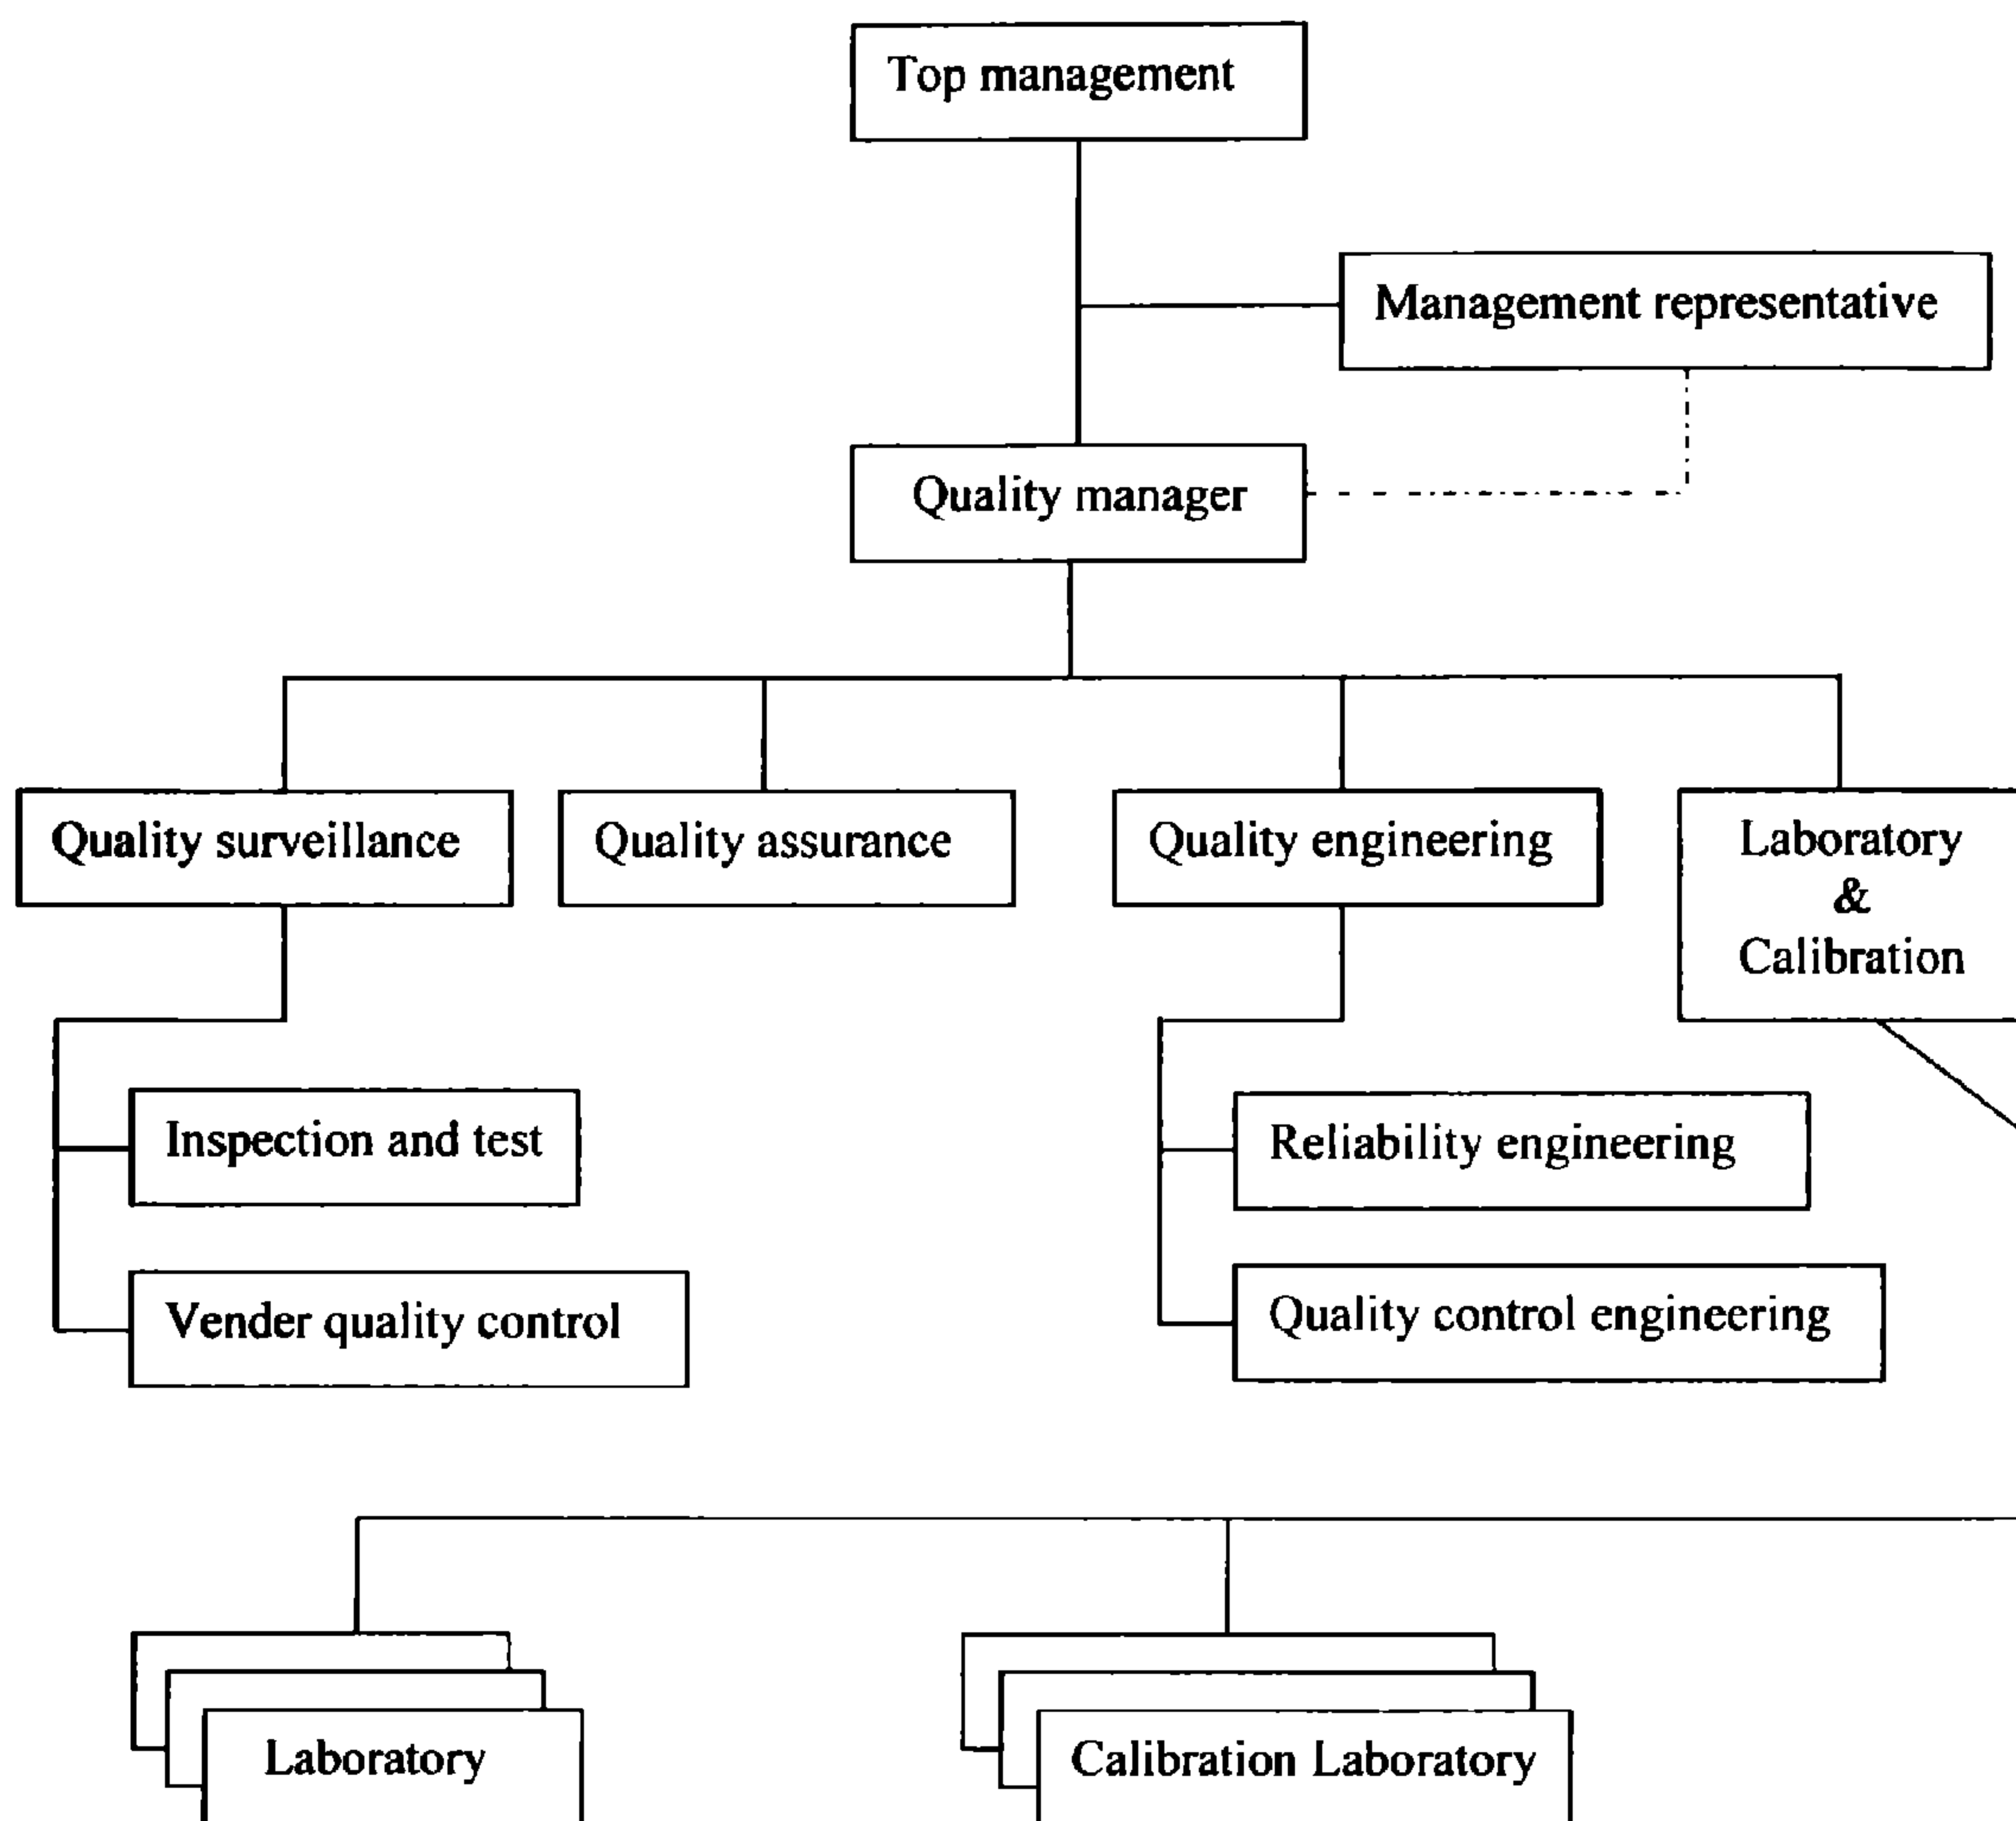 Top management
Management representative
Quality manager
Quality surveillance
Quality assurance
Quality engineering
Laboratory
&
Calibration
Inspection and test
Reliability engineering
Vender quality control
Quality control engineering
Laboratory
Calibration Laboratory